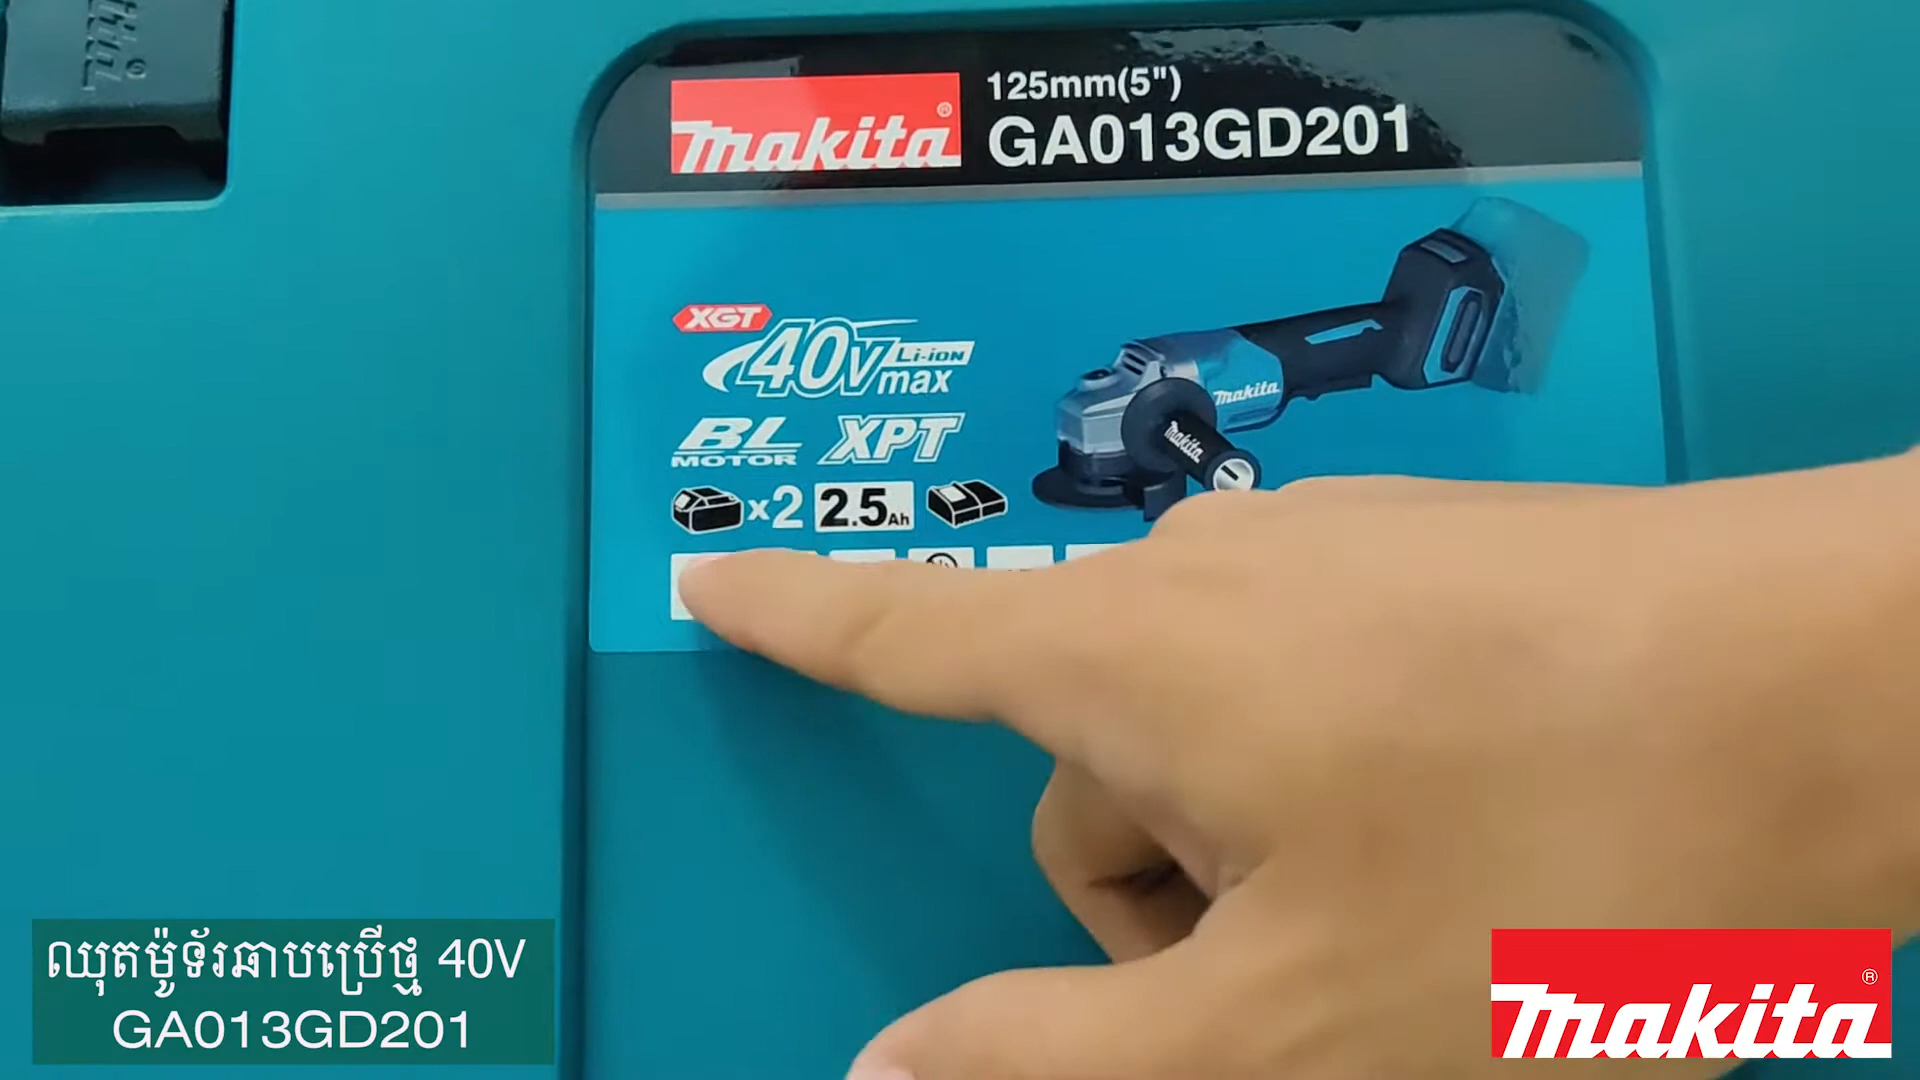 Makita
125mm(5")
Makita®
GA013GD201
XGT
40V Li-ion
max
BL XPT
MOTOR
x2 2.5Ah
Makita
Makita
ឈុតម៉ូទ័រឆាបប្រើថ្ម 40V
GA013GD201
Makita®